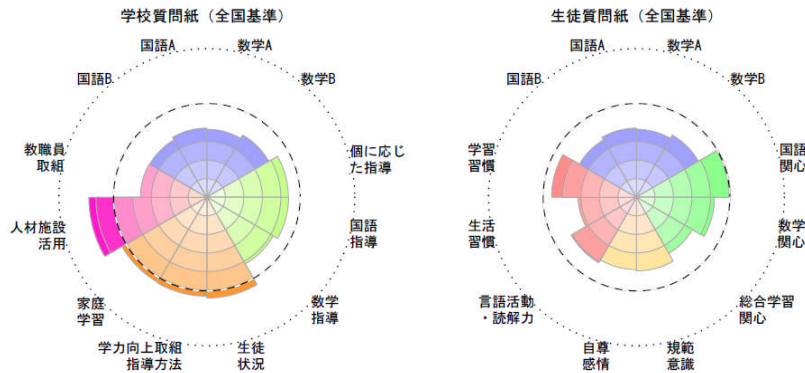 学校質問紙（全国基準）
国語A
数学A
国語B
数学B
教職員
取組
個に応じ
た指導
人材施設
活用
国語
指導
家庭
学習
数学
指導
学力向上取組
指導方法
生徒
状況
生徒質問紙（全国基準）
国語A
数学A
国語B
数学B
学習
習慣
国語
関心
生活
習慣
数学
関心
言語活動
・読解力
総合学習
関心
自尊
感情
規範
意識